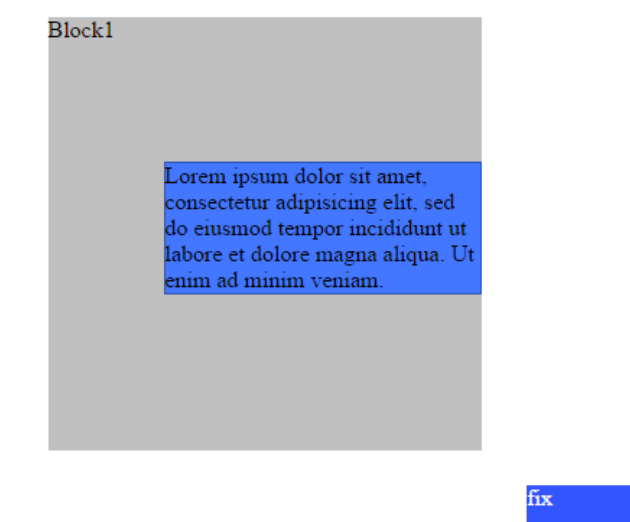 Block1
Lorem ipsum dolor sit amet,
consectetur adipisicing elit, sed
do eiusmod tempor incididunt ut
labore et dolore magna aliqua. Ut
enim ad minim veniam.
fix